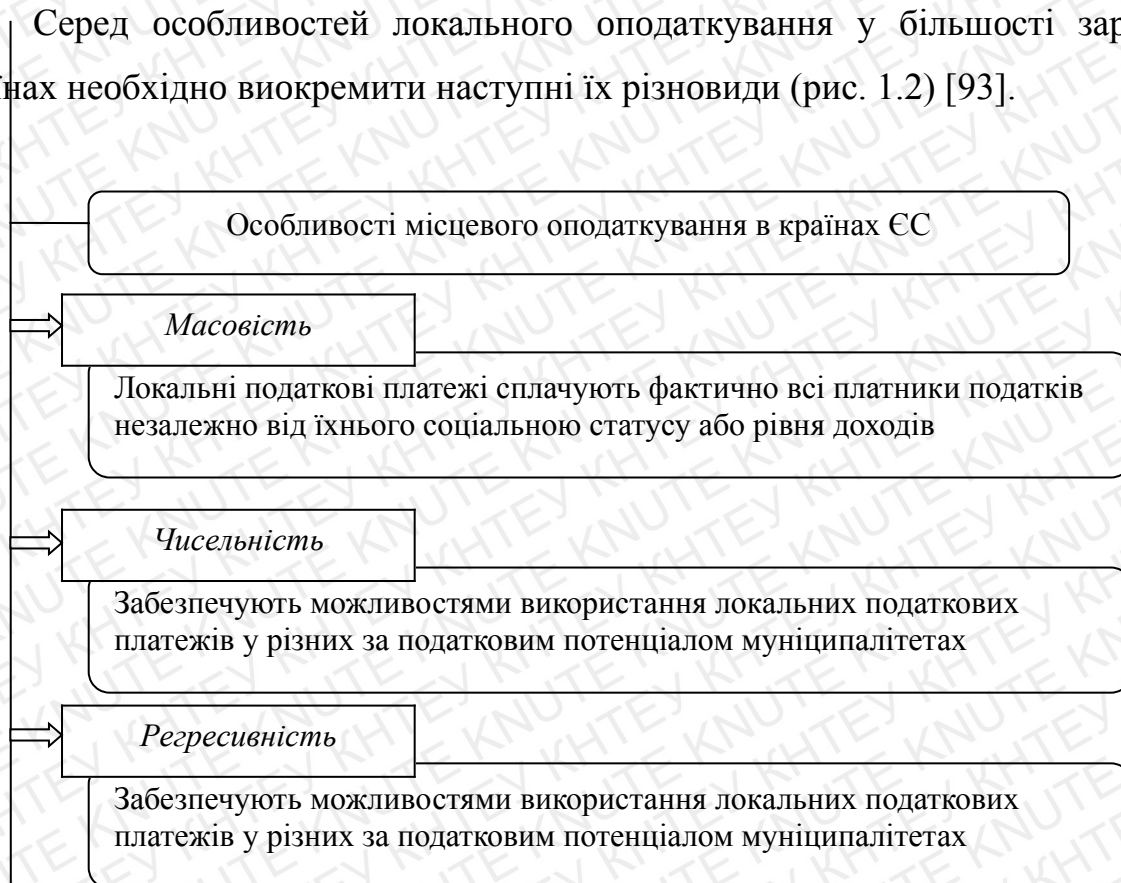 Серед особливостей локального оподаткування у більшості
необхідно виокремити наступні їх різновиди (рис. 1.2) [93].
Особливості місцевого оподаткування в країнах ЄС
Масовість
Локальні податкові платежі сплачують фактично всі платники податків
незалежно від їхнього соціальною статусу або рівня доходів
Чисельність
Забезпечують можливостями використання локальних податкових
платежів у різних за податковим потенціалом муніципалітетах
Регресивність
Забезпечують можливостями використання локальних податкових
платежів у різних за податковим потенціалом муніципалітетах